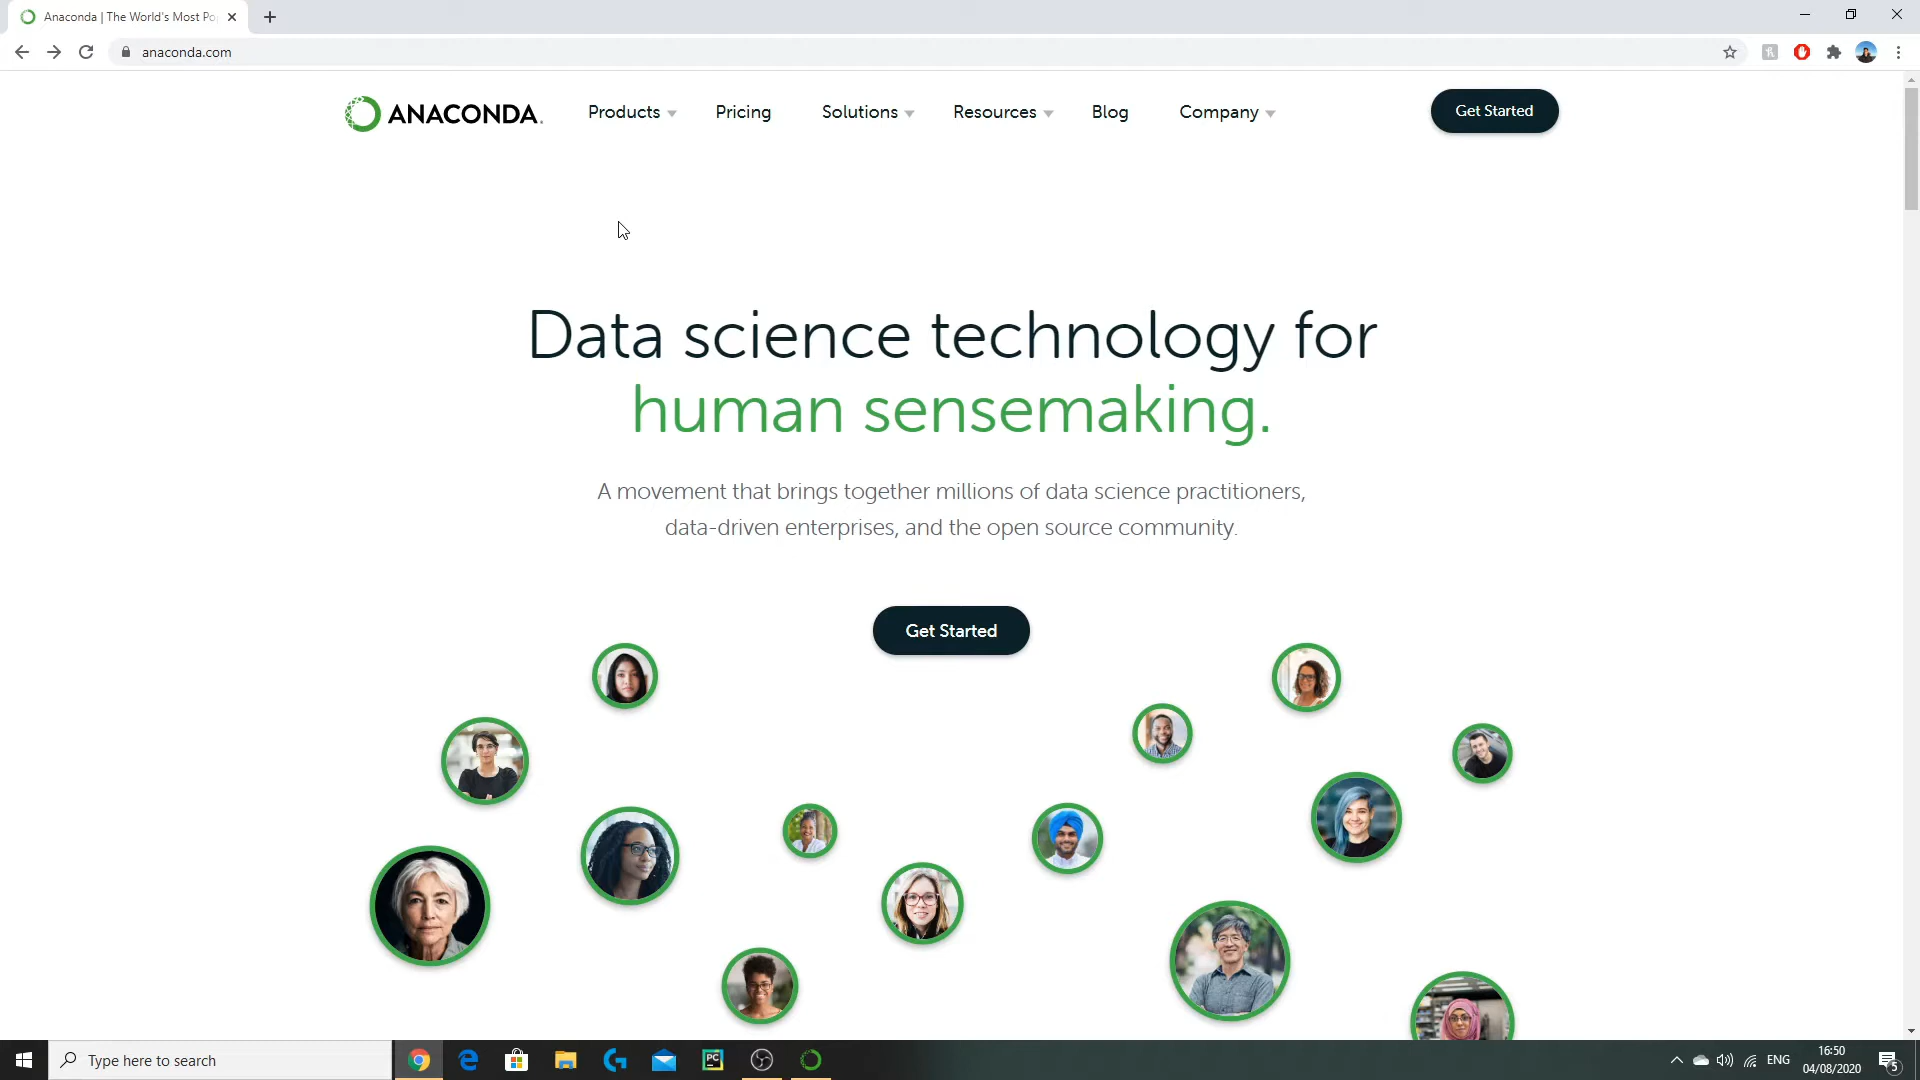 Anaconda | The World's Most Po
anaconda.com
ANACONDA.
Products
Pricing
Solutions
Resources
Blog
Company
Get Started
Data science technology for
human sensemaking.
A movement that brings together millions of data science practitioners,
data-driven enterprises, and the open source community.
Get Started
Type here to search
PC
ENG
16:50
04/08/2020
5